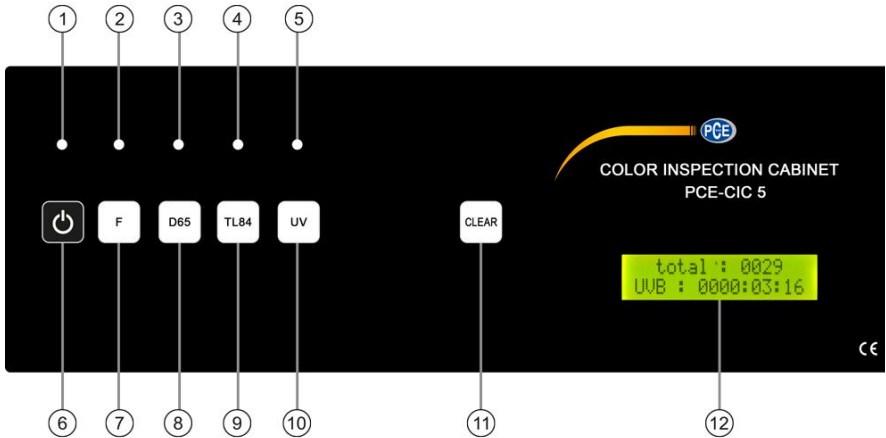 1 2 3 4 5
PCE
COLOR INSPECTION CABINET
PCE-CIC 5
F D65 TL84 UV CLEAR
total : 0029
UVB : 0000:03:16
CE
6 7 8 9 10 11 12